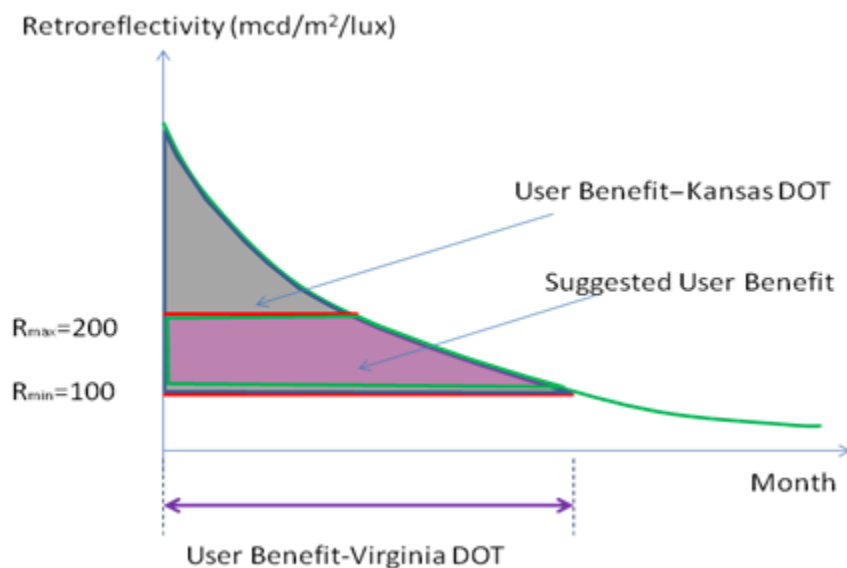 Retroreflectivity (mcd/m²/lux)
User Benefit–Kansas DOT
Suggested User Benefit
Rmax=200
Rmin=100
Month
User Benefit-Virginia DOT